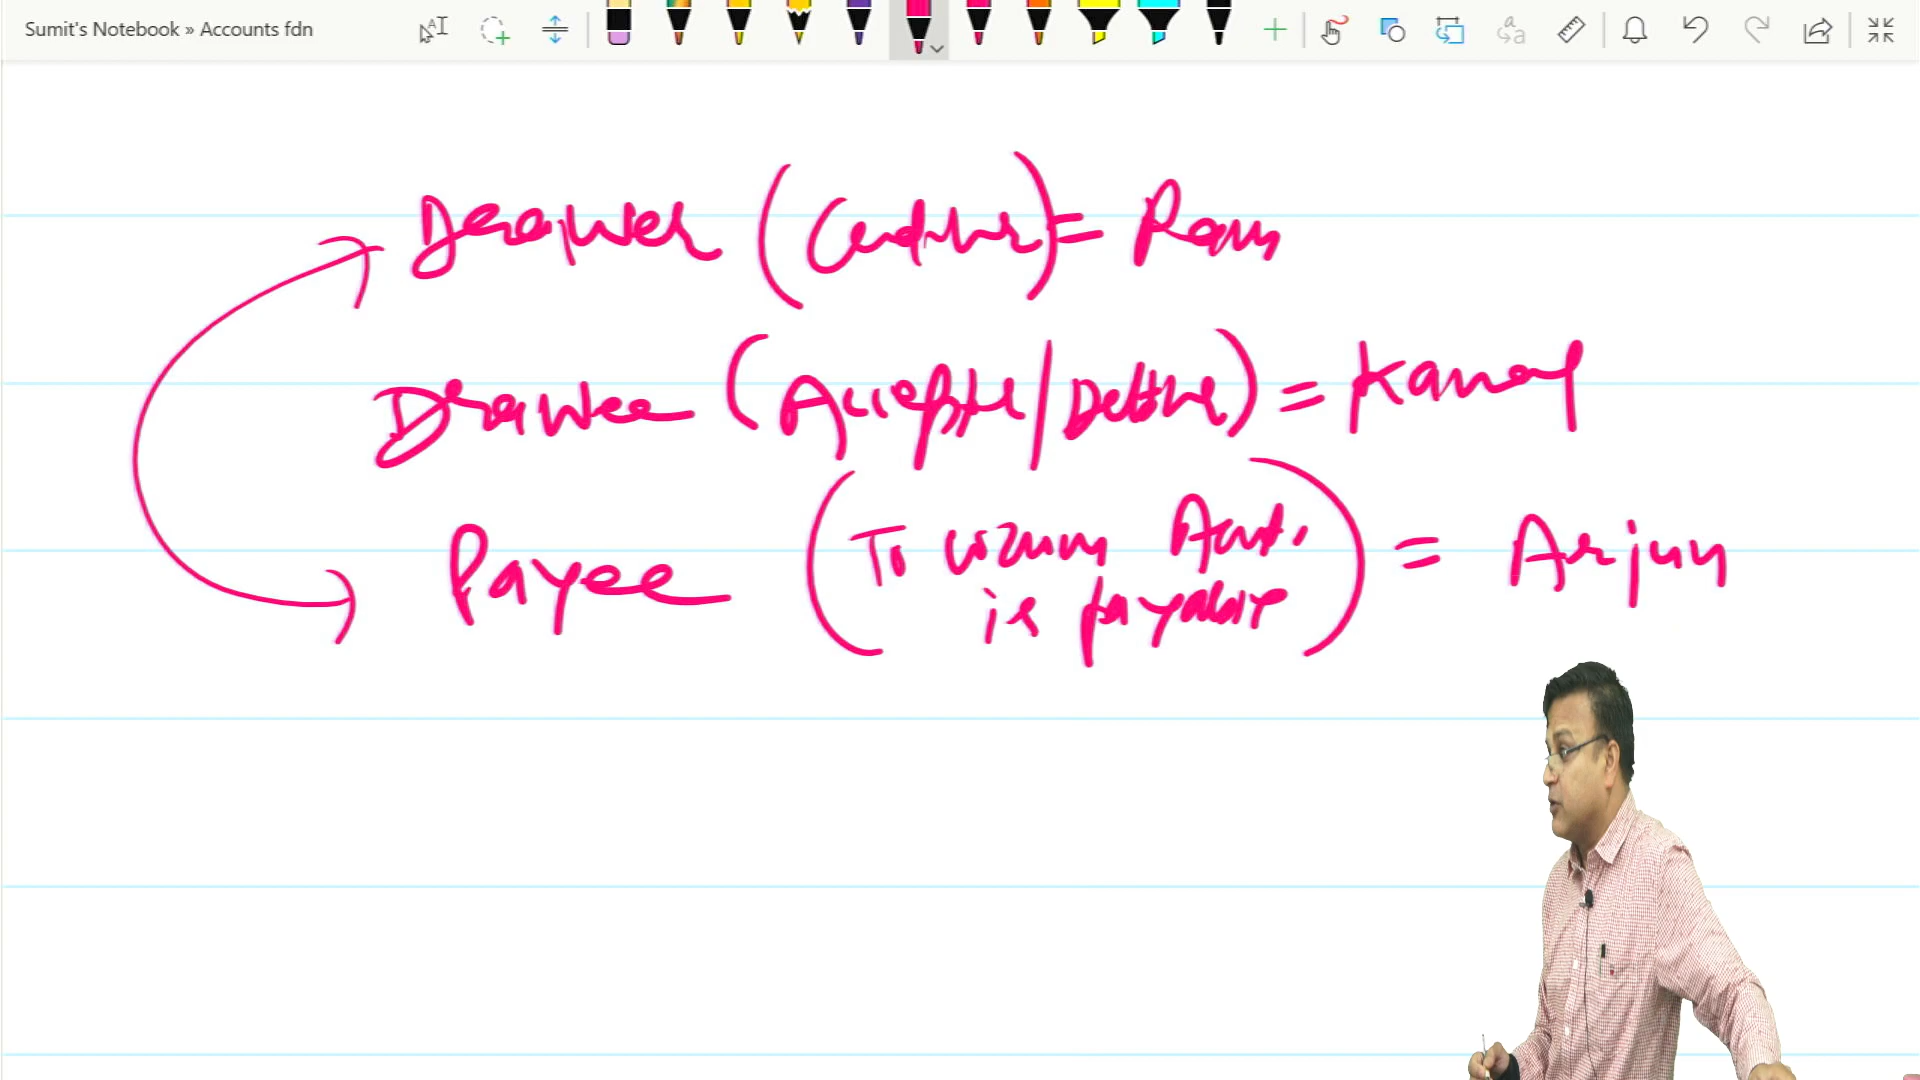 Sumit's Notebook » Accounts fdn
Drawer (Creditor) = Ram
Drawee (Acceptor/Debtor) = Kamal
Payee (To whom Amt. is payable) = Arjun